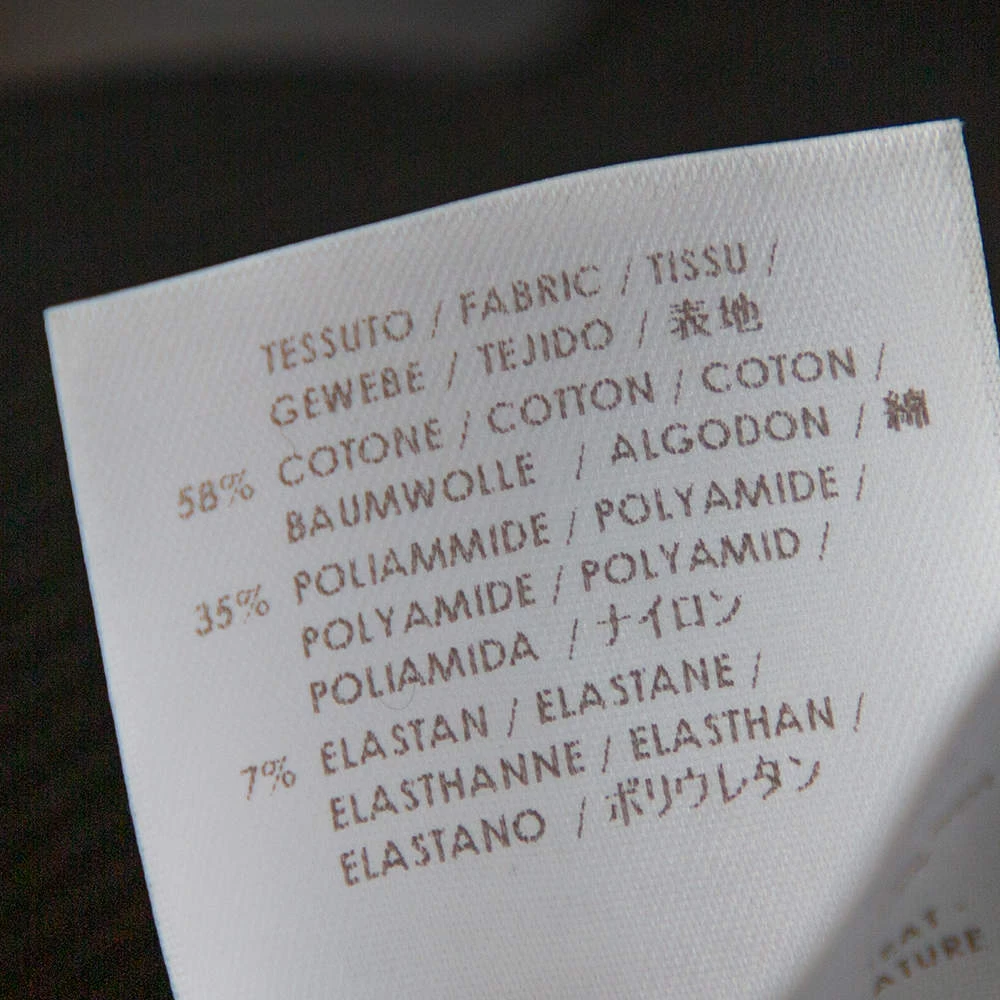 TESSUTO / FABRIC / TISSU /
GEWEBE / TEJIDO / 表地
58% COTONE / COTTON / COTON /
BAUMWOLLE / ALGODON / 綿
35% POLIAMMIDE / POLYAMIDE /
POLYAMIDE / POLYAMID /
POLIAMIDA / ナイロン
7% ELASTAN / ELASTANE /
ELASTHANNE / ELASTHAN /
ELASTANO / ポリウレタン